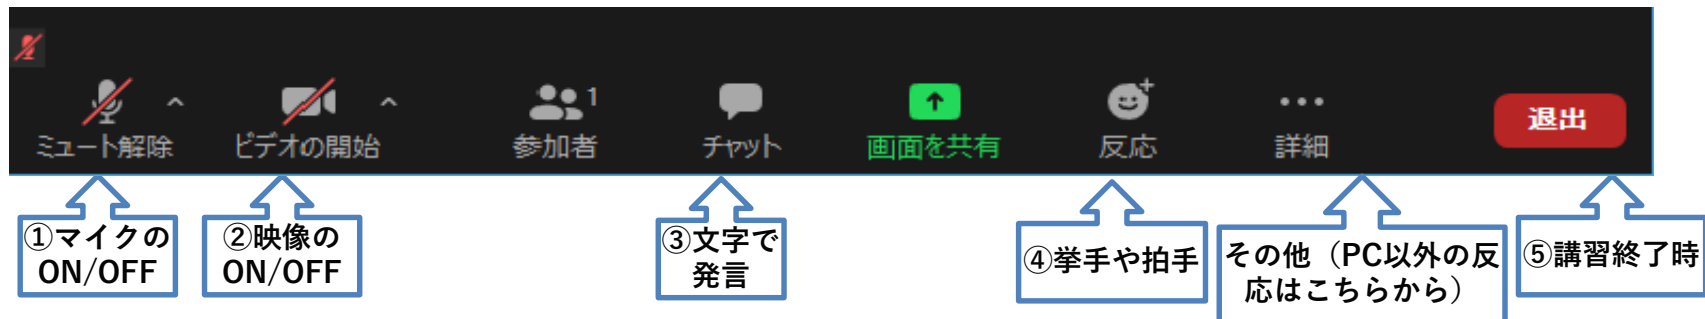 ミュート解除
ビデオの開始
1
参加者
チャット
画面を共有
反応
詳細
退出
①マイクの
ON/OFF
②映像の
ON/OFF
③文字で
発言
④挙手や拍手
その他（PC以外の反
応はこちらから）
⑤講習終了時